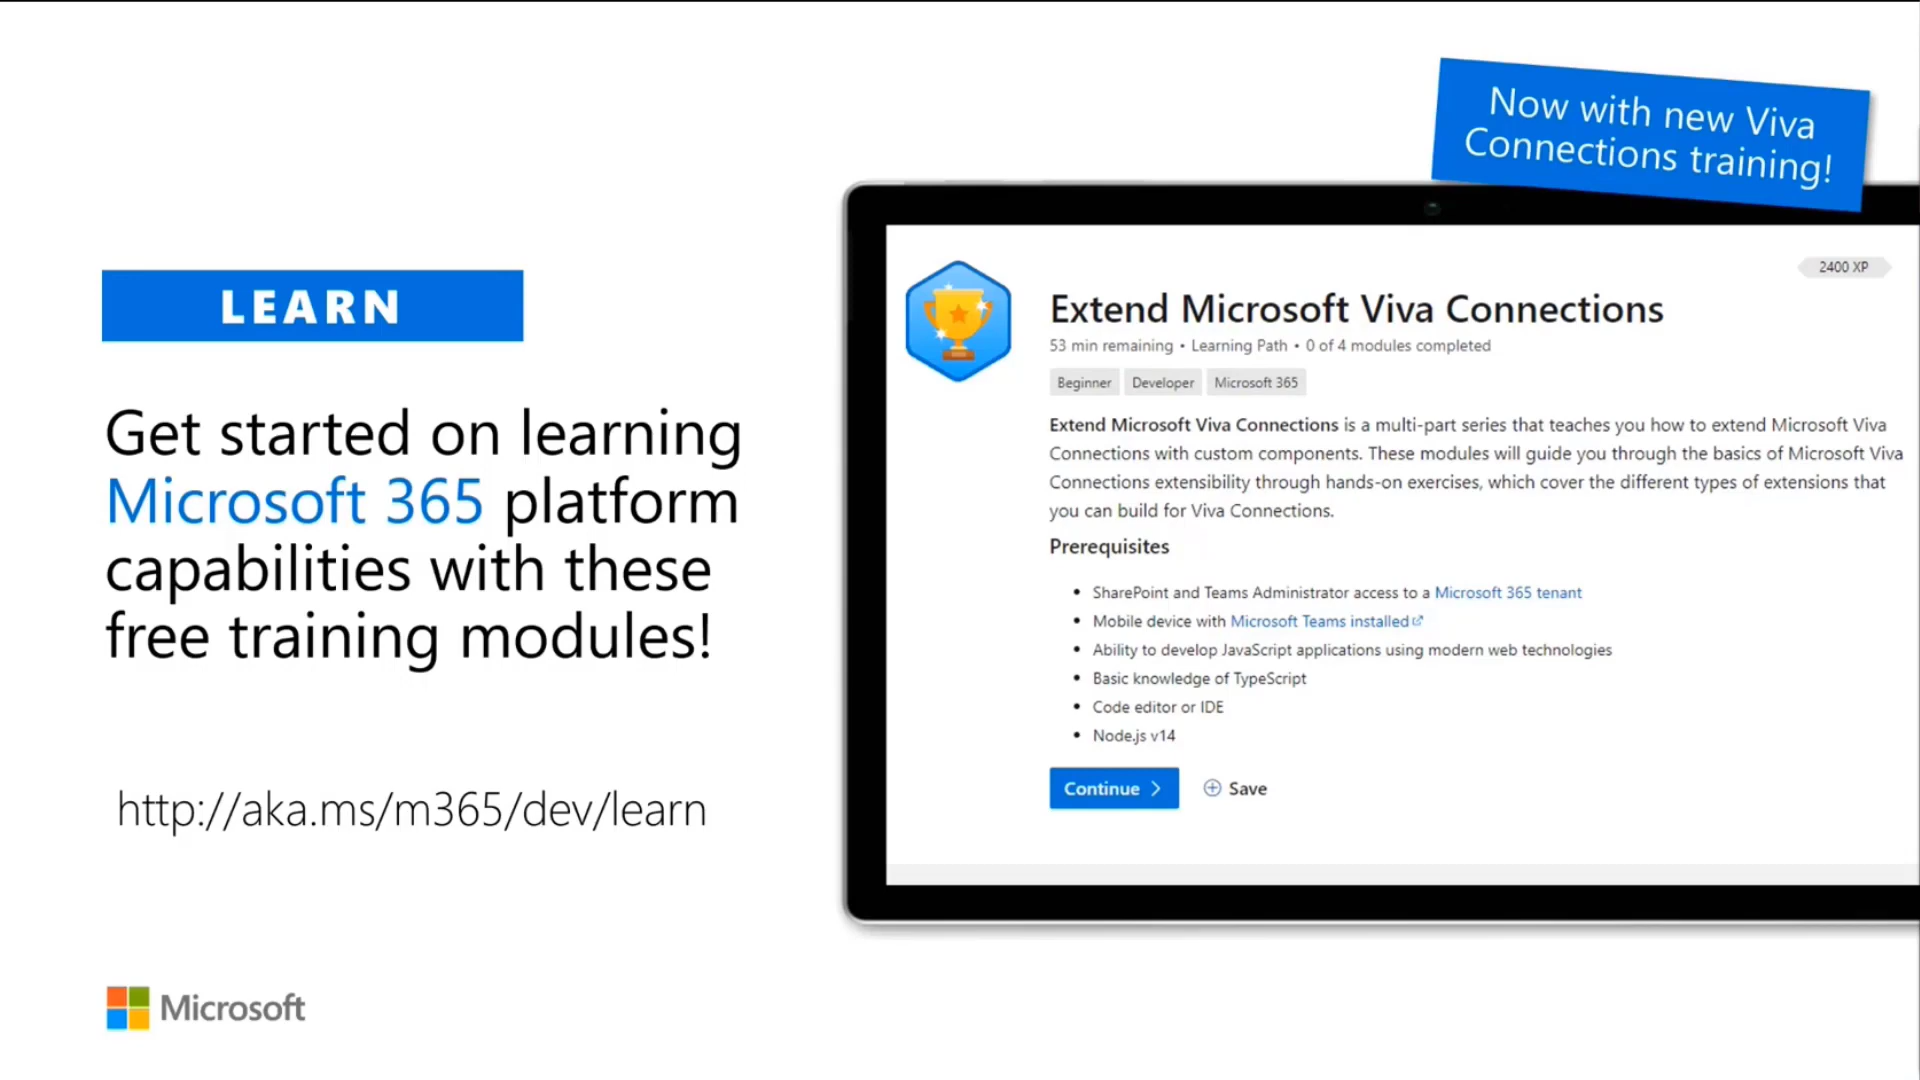 LEARN
Get started on learning
Microsoft 365 platform
capabilities with these
free training modules!
http://aka.ms/m365/dev/learn
Microsoft
Now with new Viva
Connections training!
2400 XP
Extend Microsoft Viva Connections
53 min remaining • Learning Path • 0 of 4 modules completed
Beginner Developer Microsoft 365
Extend Microsoft Viva Connections is a multi-part series that teaches you how to extend Microsoft Viva
Connections with custom components. These modules will guide you through the basics of Microsoft Viva
Connections extensibility through hands-on exercises, which cover the different types of extensions that
you can build for Viva Connections.
Prerequisites
• SharePoint and Teams Administrator access to a Microsoft 365 tenant
• Mobile device with Microsoft Teams installed
• Ability to develop JavaScript applications using modern web technologies
• Basic knowledge of TypeScript
• Code editor or IDE
• Node.js v14
Continue > Save